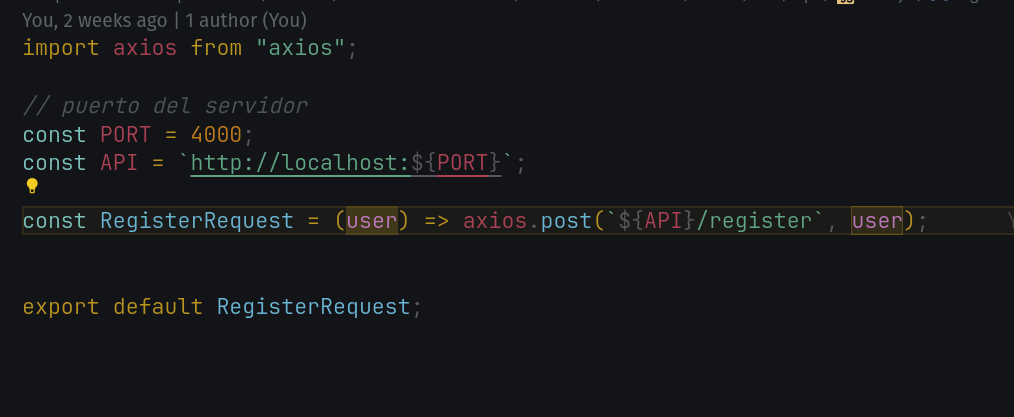 You, 2 weeks ago | 1 author (You)
import axios from "axios";
// puerto del servidor
const PORT = 4000;
const API = `http://localhost:${PORT}`;
const RegisterRequest = (user) => axios.post(`${API}/register`, user);
export default RegisterRequest;